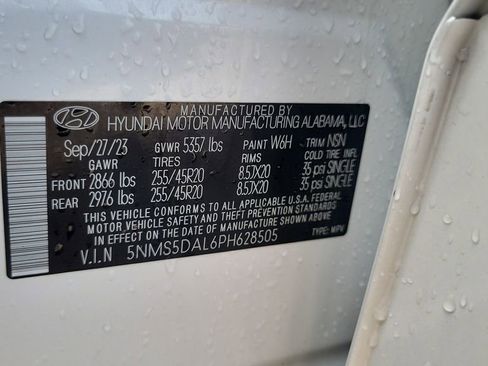 MANUFACTURED BY
HYUNDAI MOTOR MANUFACTURING ALABAMA, LLC
Sep/27/23 GVWR 5357 lbs PAINT W6H TRIM NSN
GAWR TIRES RIMS COLD TIRE INFL
FRONT 2866 lbs 255/45R20 8.57X20 35 psi SINGLE
REAR 2976 lbs 255/45R20 8.57X20 35 psi SINGLE
THIS VEHICLE CONFORMS TO ALL APPLICABLE U.S.A. FEDERAL
MOTOR VEHICLE SAFETY AND THEFT PREVENTION STANDARDS
IN EFFECT ON THE DATE OF MANUFACTURE SHOWN ABOVE
V.I.N 5NMS5DAL6PH628505 TYPE: MPV